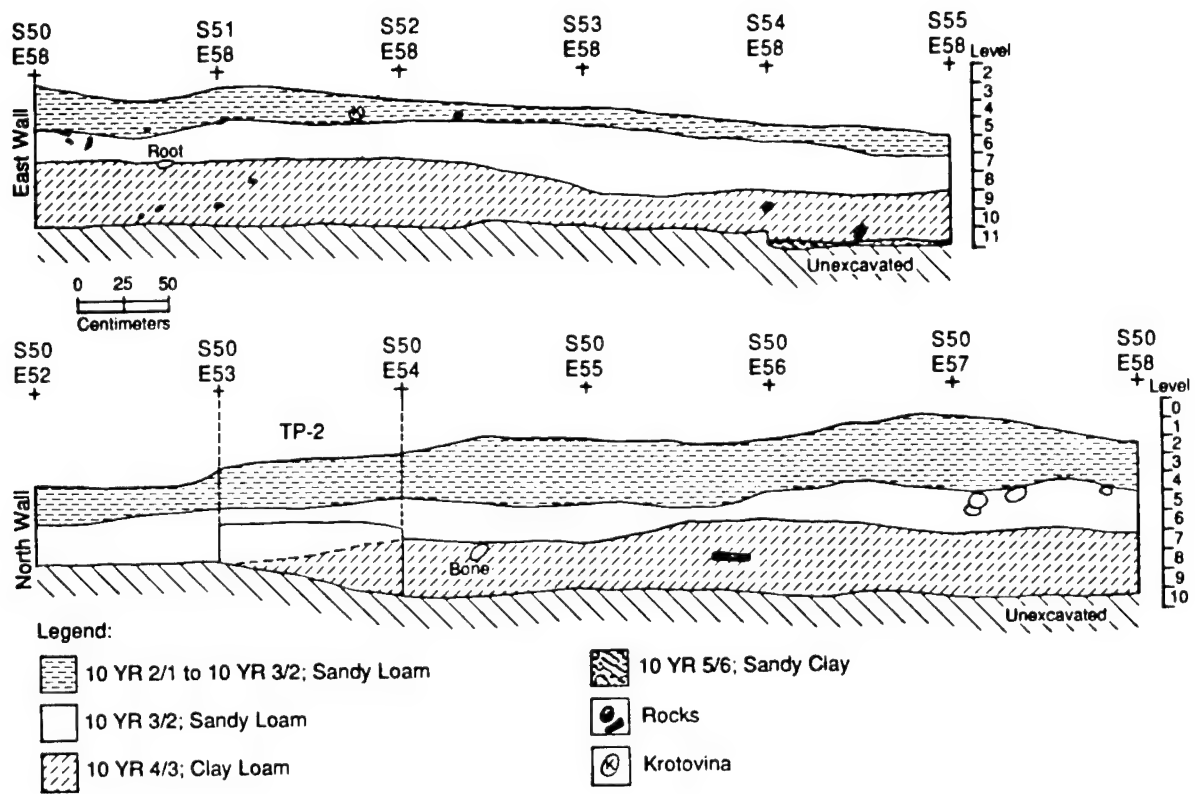 S50 S51 S52 S53 S54 S55
E58 E58 E58 E58 E58 E58
Level
2
3
4
5
6
7
8
9
10
11
East Wall
K
Root
Unexcavated
0 25 50
Centimeters
S50 S50 S50 S50 S50 S50 S50
E52 E53 E54 E55 E56 E57 E58
Level
0
1
2
3
4
5
6
7
8
9
10
TP-2
North Wall
Bone
Unexcavated
Legend:
10 YR 2/1 to 10 YR 3/2; Sandy Loam
10 YR 3/2; Sandy Loam
10 YR 4/3; Clay Loam
10 YR 5/6; Sandy Clay
Rocks
K Krotovina